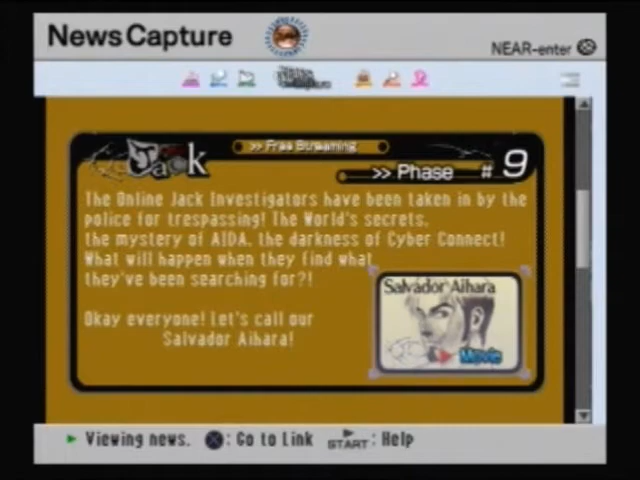 News Capture
NEAR-enter
Jack
>> Free Streaming
>> Phase #9
The Online Jack Investigators have been taken in by the
police for trespassing! The World's secrets,
the mystery of AIDA, the darkness of Cyber Connect!
What will happen when they find what
they've been searching for?!
Okay everyone! Let's call our
Salvador Aihara!
Salvador Aihara
Movie
Viewing news. : Go to Link START : Help